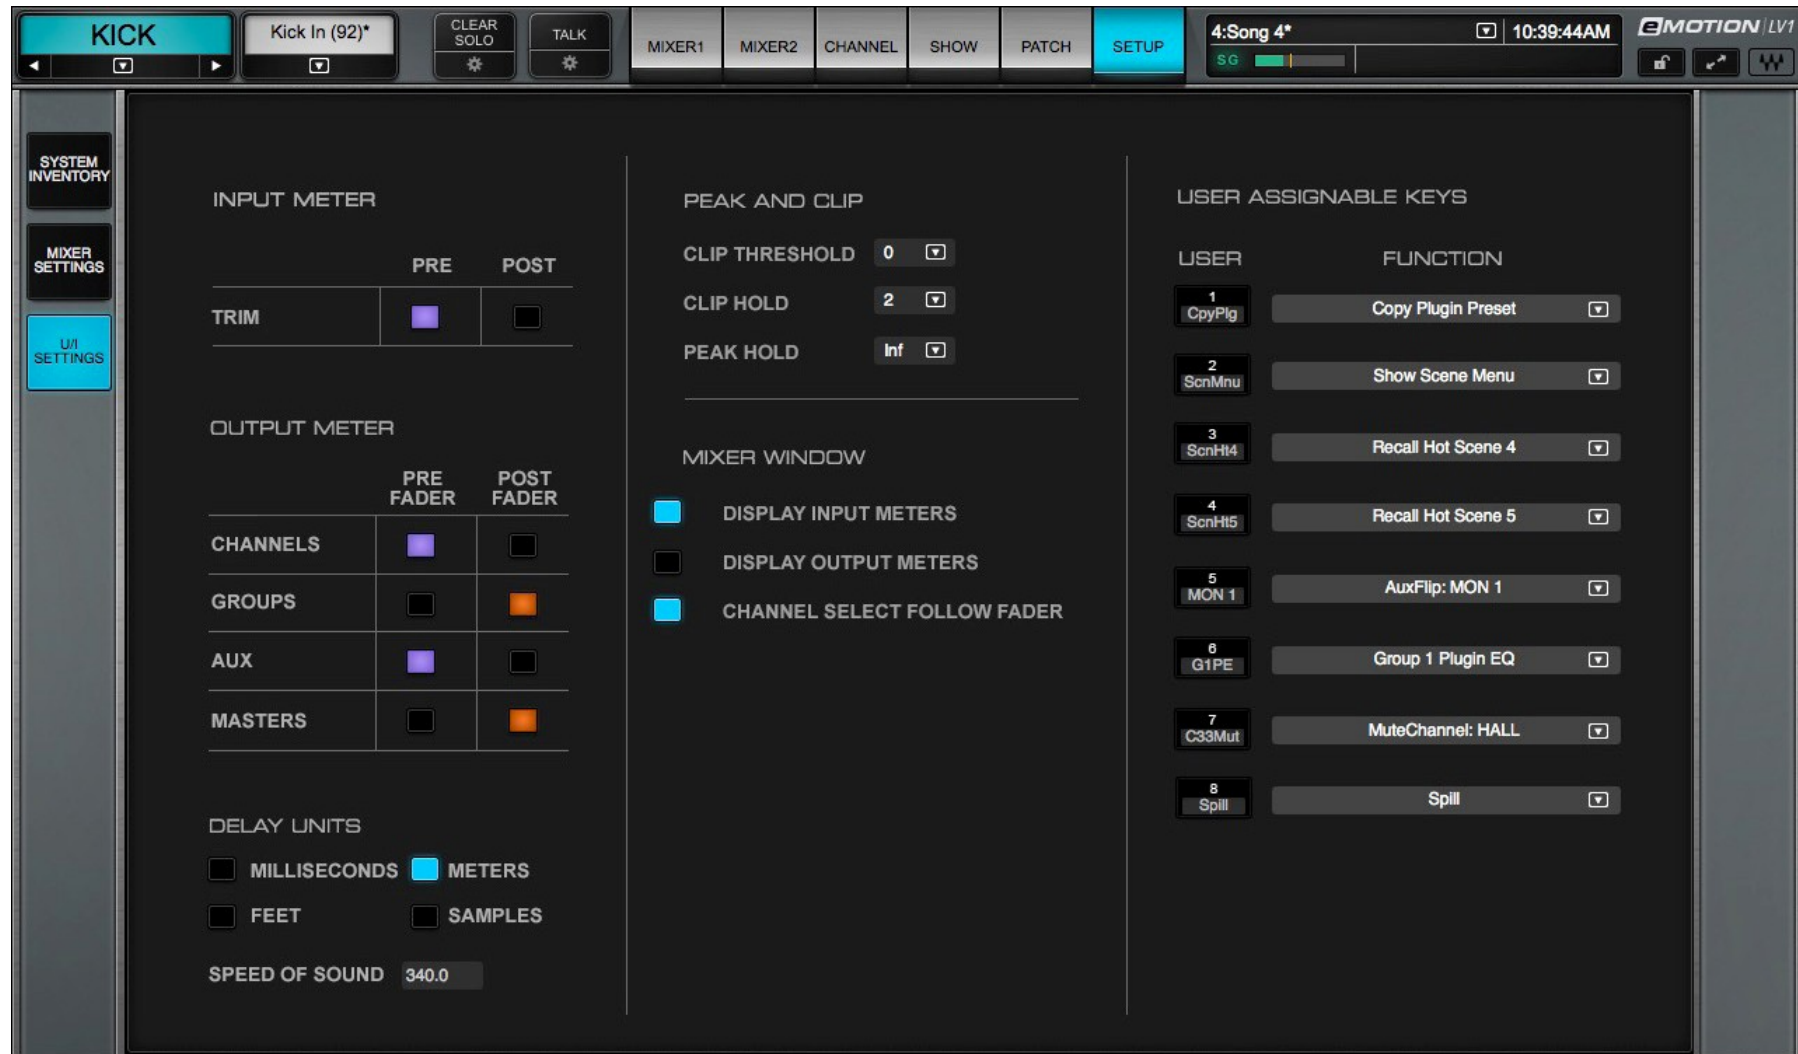 KICK
Kick In (92)*
CLEAR
SOLO
TALK
MIXER1
MIXER2
CHANNEL
SHOW
PATCH
SETUP
4:Song 4*
10:39:44AM
SG
eMOTION LV1
SYSTEM
INVENTORY
MIXER
SETTINGS
U/I
SETTINGS
INPUT METER
PRE POST
TRIM
OUTPUT METER
PRE
FADER
POST
FADER
CHANNELS
GROUPS
AUX
MASTERS
DELAY UNITS
MILLISECONDS METERS
FEET SAMPLES
SPEED OF SOUND 340.0
PEAK AND CLIP
CLIP THRESHOLD 0
CLIP HOLD 2
PEAK HOLD Inf
MIXER WINDOW
DISPLAY INPUT METERS
DISPLAY OUTPUT METERS
CHANNEL SELECT FOLLOW FADER
USER ASSIGNABLE KEYS
USER FUNCTION
1
CpyPlg
Copy Plugin Preset
2
ScnMnu
Show Scene Menu
3
ScnHt4
Recall Hot Scene 4
4
ScnHt5
Recall Hot Scene 5
5
MON 1
AuxFlip: MON 1
6
G1PE
Group 1 Plugin EQ
7
C33Mut
MuteChannel: HALL
8
Spill
Spill